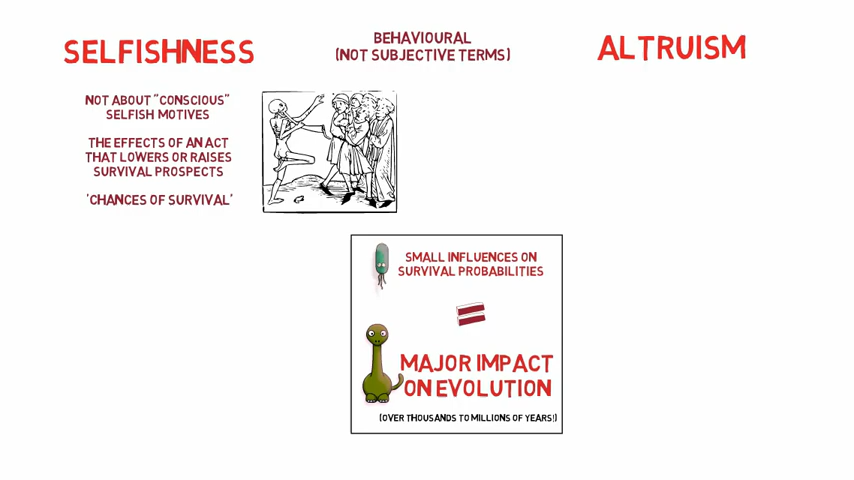 SELFISHNESS
BEHAVIOURAL
(NOT SUBJECTIVE TERMS)
ALTRUISM
NOT ABOUT "CONSCIOUS"
SELFISH MOTIVES
THE EFFECTS OF AN ACT
THAT LOWERS OR RAISES
SURVIVAL PROSPECTS
'CHANCES OF SURVIVAL'
SMALL INFLUENCES ON
SURVIVAL PROBABILITIES
=
MAJOR IMPACT
ON EVOLUTION
(OVER THOUSANDS TO MILLIONS OF YEARS!)